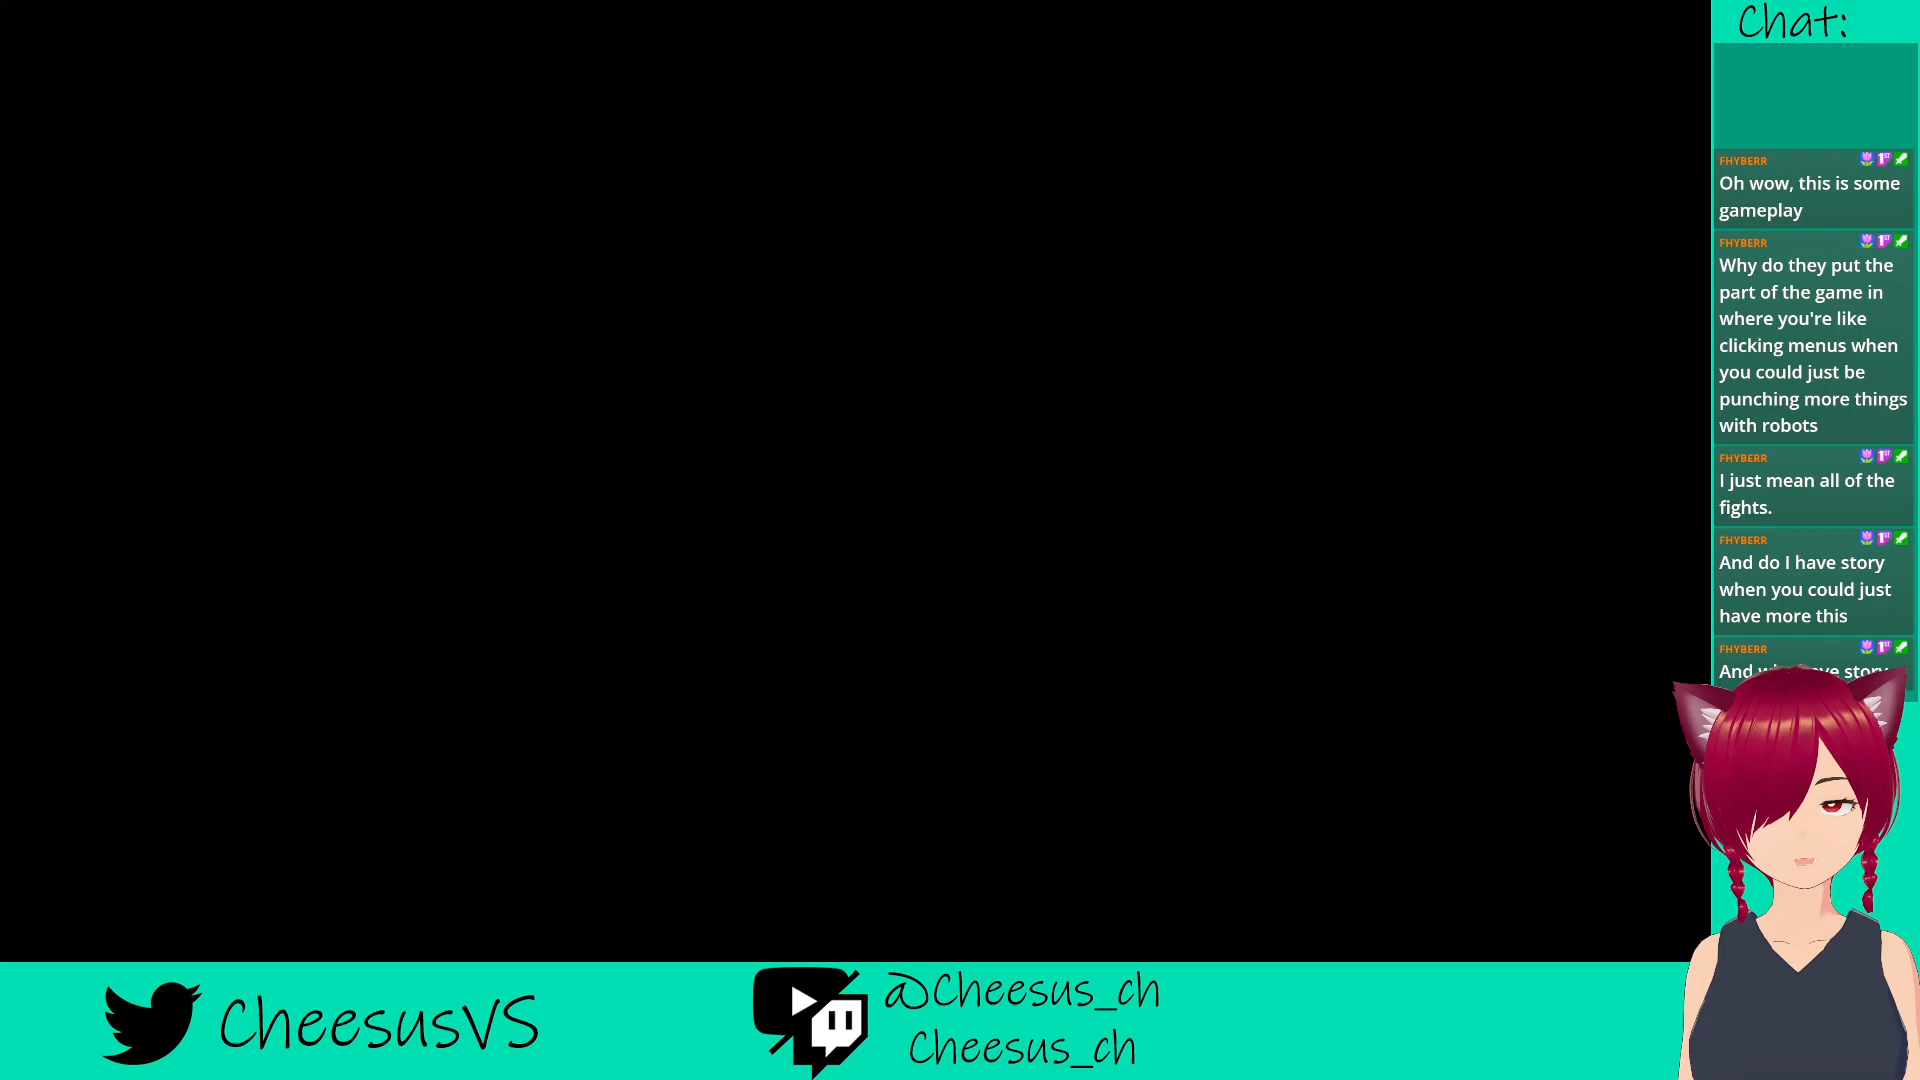 Chat:
FHYBERR
Oh wow, this is some
gameplay
FHYBERR
Why do they put the
part of the game in
where you're like
clicking menus when
you could just be
punching more things
with robots
FHYBERR
I just mean all of the
fights.
FHYBERR
And do I have story
when you could just
have more this
FHYBERR
And story
CheesusVS
@Cheesus_ch
Cheesus_ch